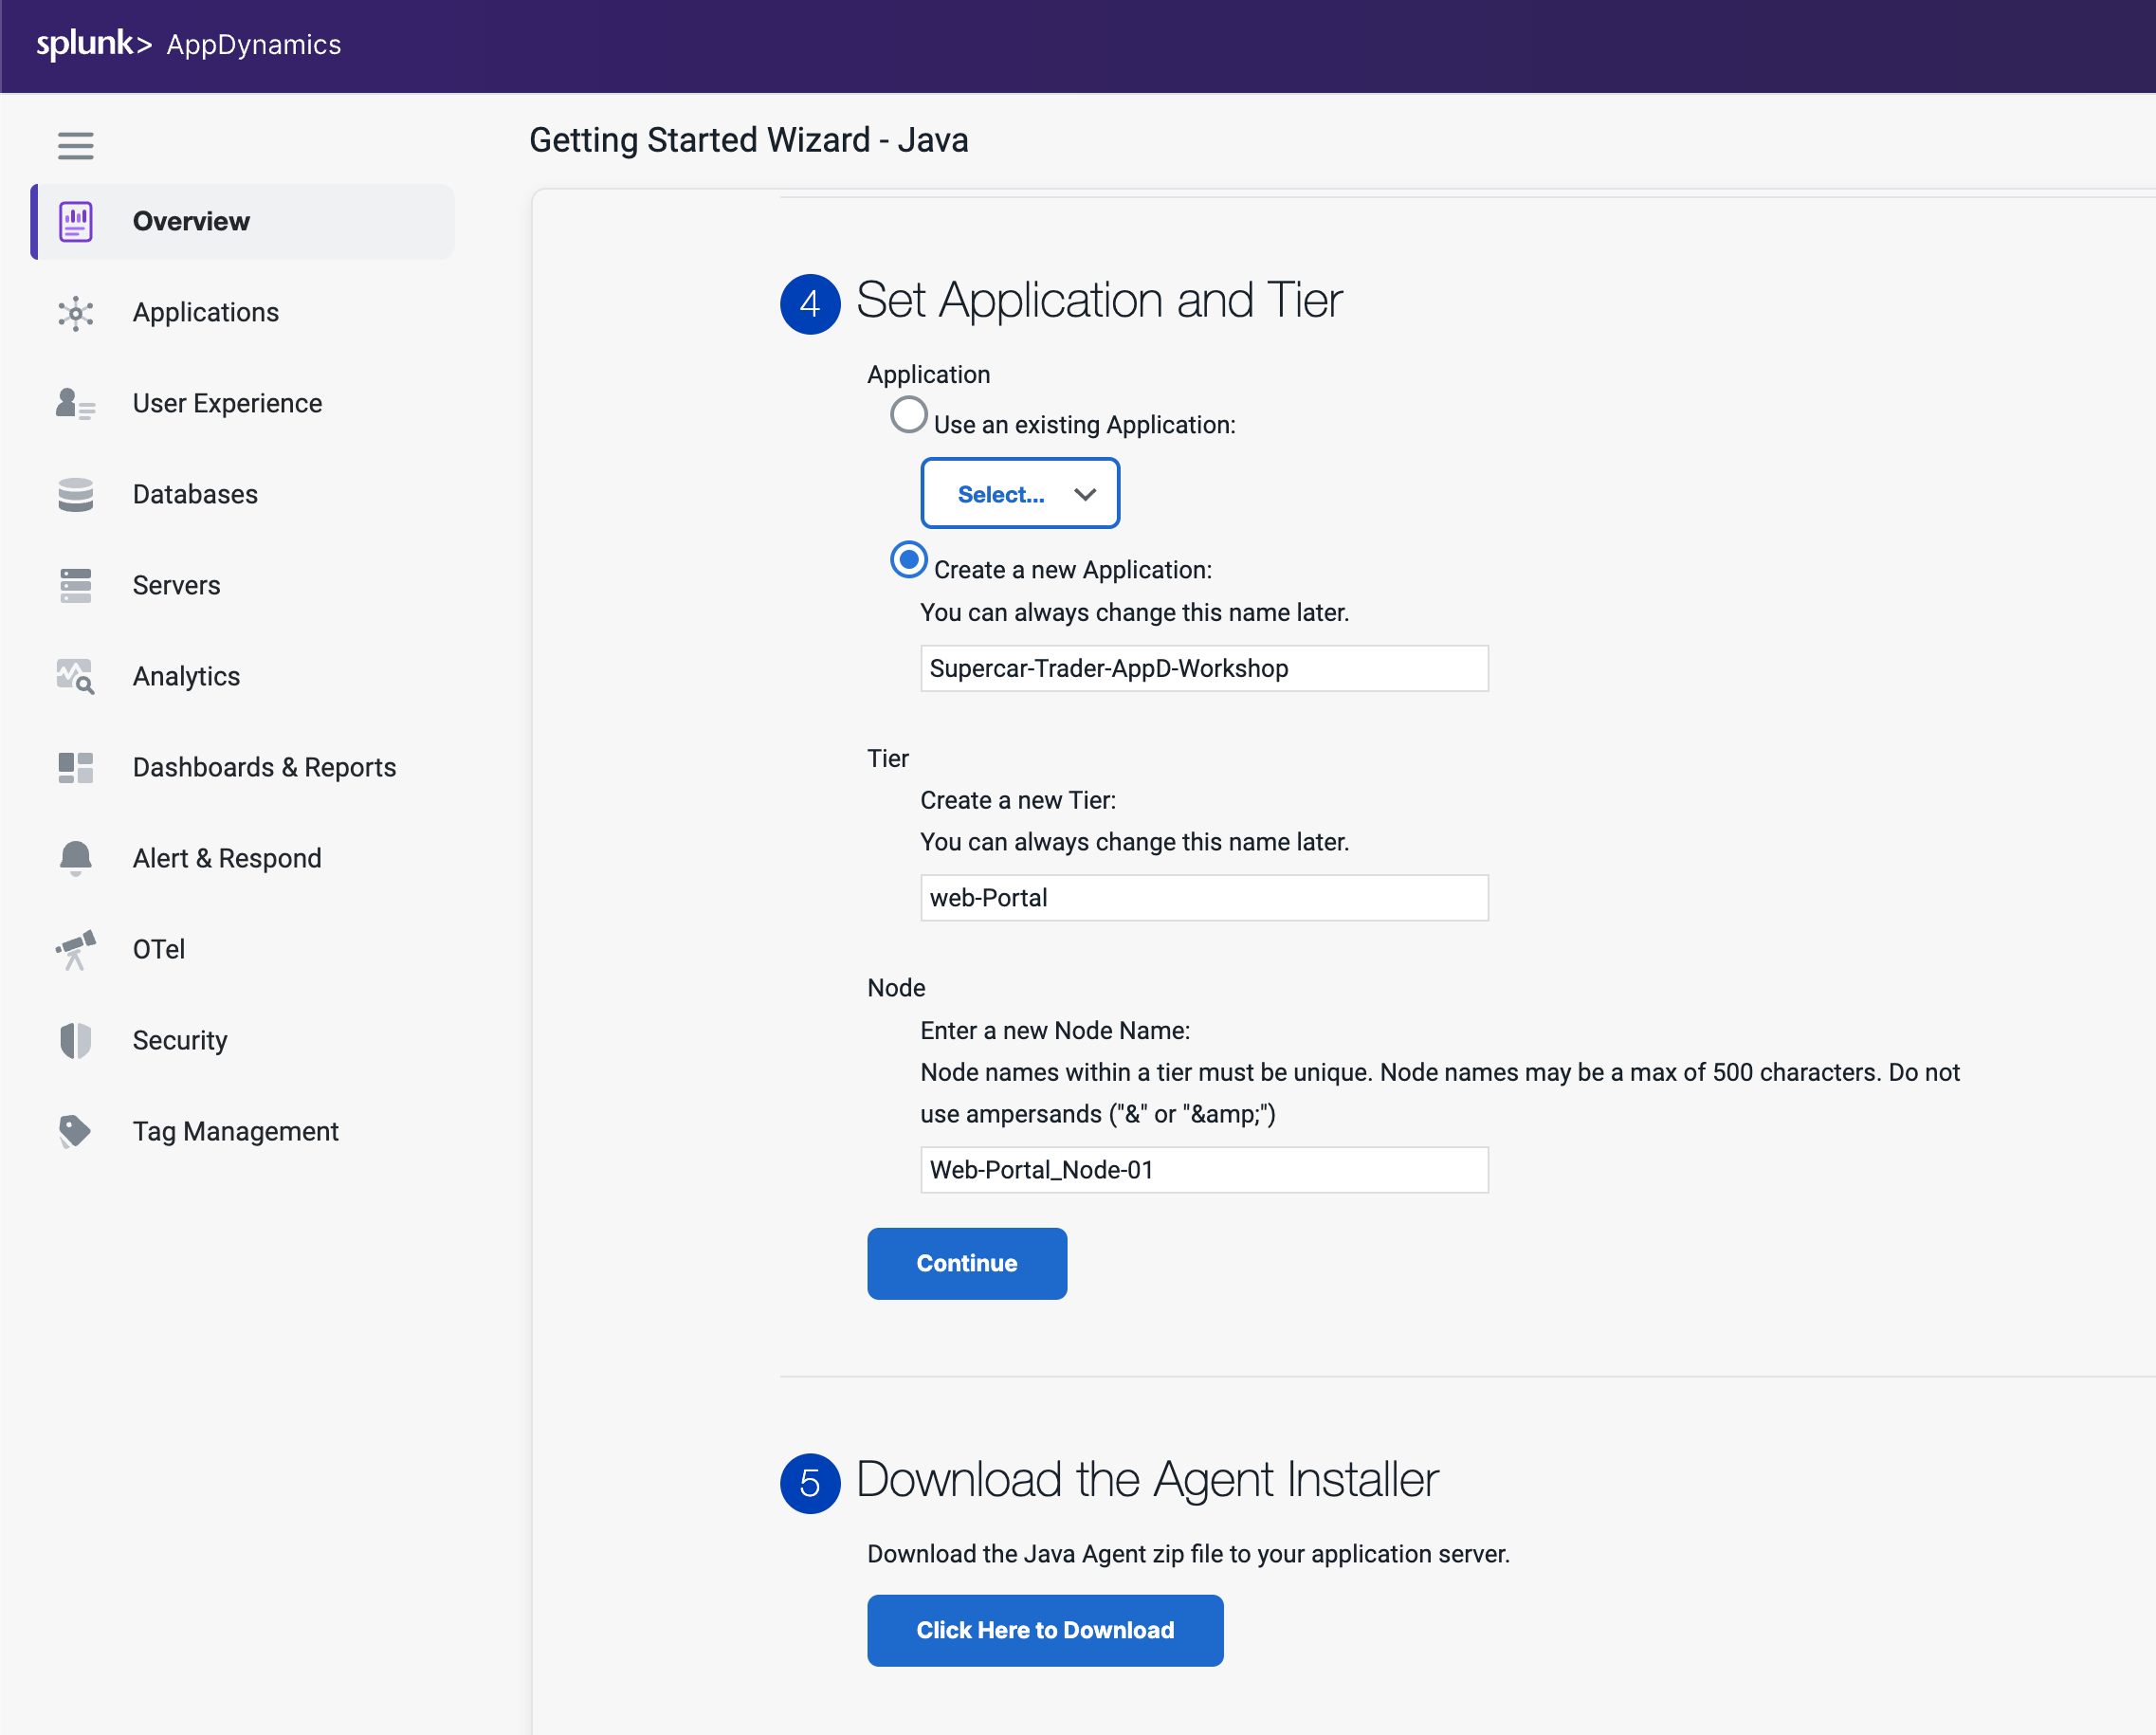 splunk> AppDynamics
Overview
Applications
User Experience
Databases
Servers
Analytics
Dashboards & Reports
Alert & Respond
OTel
Security
Tag Management
Getting Started Wizard - Java
4 Set Application and Tier
Application
Use an existing Application:
Select...
Create a new Application:
You can always change this name later.
Supercar-Trader-AppD-Workshop
Tier
Create a new Tier:
You can always change this name later.
web-Portal
Node
Enter a new Node Name:
Node names within a tier must be unique. Node names may be a max of 500 characters. Do not
use ampersands ("&" or "&amp;")
Web-Portal_Node-01
Continue
5 Download the Agent Installer
Download the Java Agent zip file to your application server.
Click Here to Download